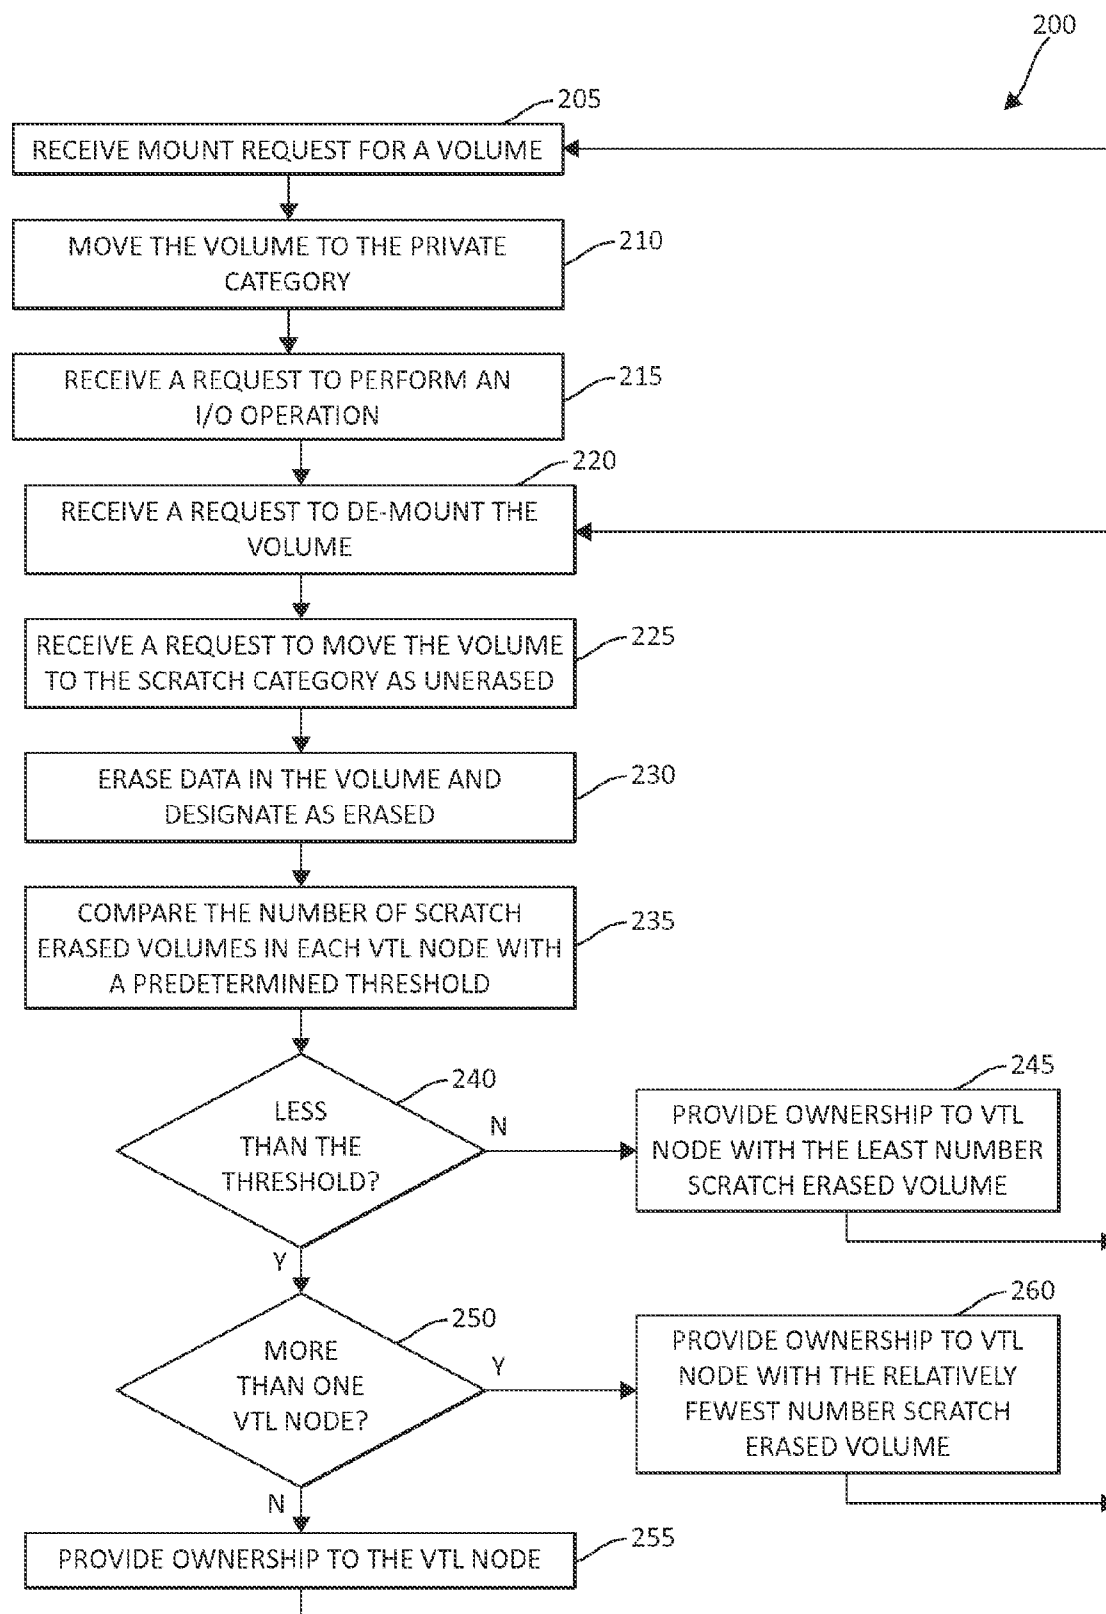 200
205
RECEIVE MOUNT REQUEST FOR A VOLUME
MOVE THE VOLUME TO THE PRIVATE
CATEGORY
210
RECEIVE A REQUEST TO PERFORM AN
I/O OPERATION
215
220
RECEIVE A REQUEST TO DE-MOUNT THE
VOLUME
RECEIVE A REQUEST TO MOVE THE VOLUME
TO THE SCRATCH CATEGORY AS UNERASED
225
ERASE DATA IN THE VOLUME AND
DESIGNATE AS ERASED
230
COMPARE THE NUMBER OF SCRATCH
ERASED VOLUMES IN EACH VTL NODE WITH
A PREDETERMINED THRESHOLD
235
240
LESS
THAN THE
THRESHOLD?
N
Y
245
PROVIDE OWNERSHIP TO VTL
NODE WITH THE LEAST NUMBER
SCRATCH ERASED VOLUME
250
MORE
THAN ONE
VTL NODE?
Y
N
260
PROVIDE OWNERSHIP TO VTL
NODE WITH THE RELATIVELY
FEWEST NUMBER SCRATCH
ERASED VOLUME
PROVIDE OWNERSHIP TO THE VTL NODE
255